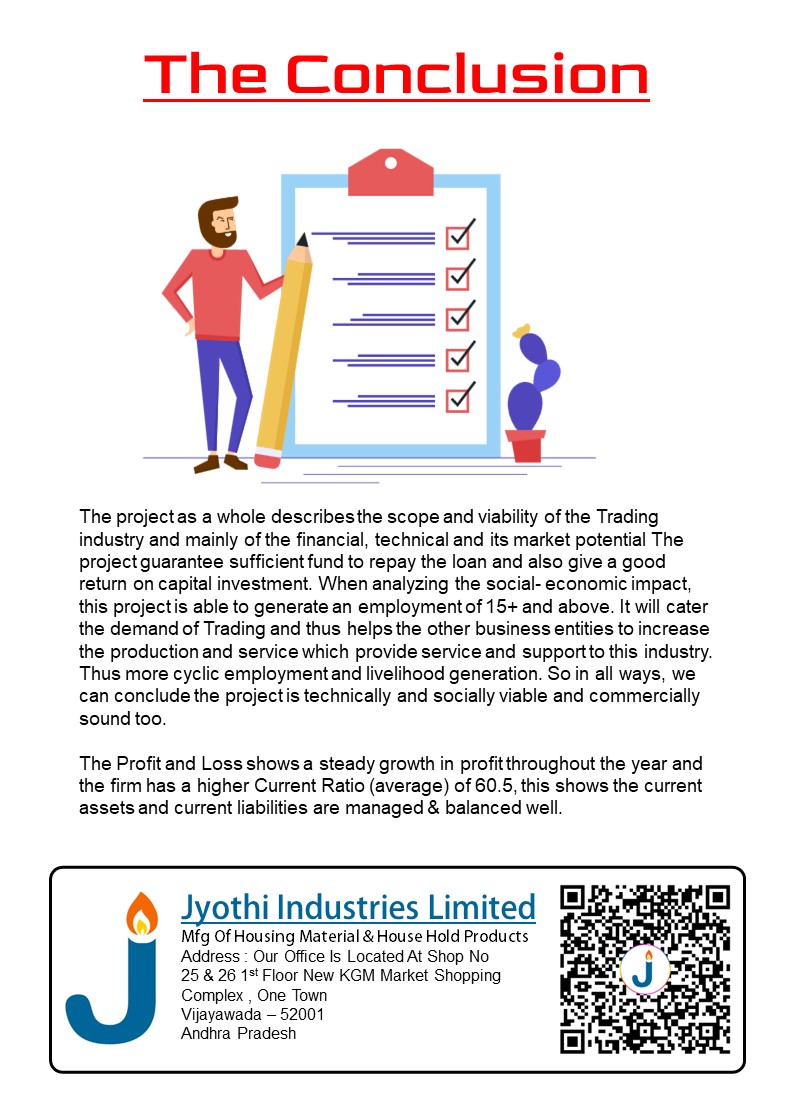 The Conclusion
The project as a whole describes the scope and viability of the Trading
industry and mainly of the financial, technical and its market potential The
project guarantee sufficient fund to repay the loan and also give a good
return on capital investment. When analyzing the social- economic impact,
this project is able to generate an employment of 15+ and above. It will cater
the demand of Trading and thus helps the other business entities to increase
the production and service which provide service and support to this industry.
Thus more cyclic employment and livelihood generation. So in all ways, we
can conclude the project is technically and socially viable and commercially
sound too.
The Profit and Loss shows a steady growth in profit throughout the year and
the firm has a higher Current Ratio (average) of 60.5, this shows the current
assets and current liabilities are managed & balanced well.
Jyothi Industries Limited
Mfg Of Housing Material & House Hold Products
Address : Our Office Is Located At Shop No
25 & 26 1st Floor New KGM Market Shopping
Complex , One Town
Vijayawada – 52001
Andhra Pradesh